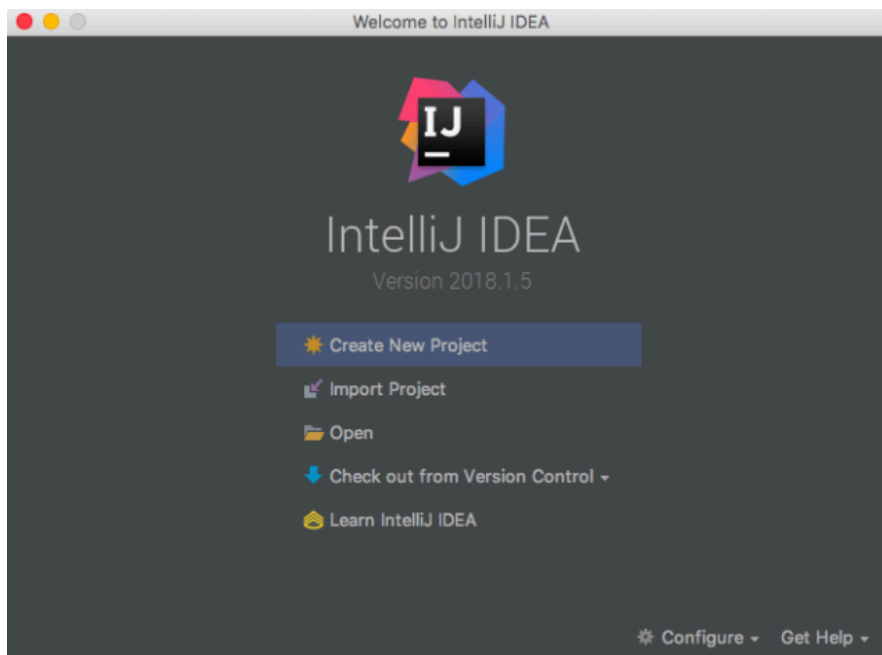 Welcome to IntelliJ IDEA
IJ
IntelliJ IDEA
Version 2018.1.5
Create New Project
Import Project
Open
Check out from Version Control
Learn IntelliJ IDEA
Configure Get Help